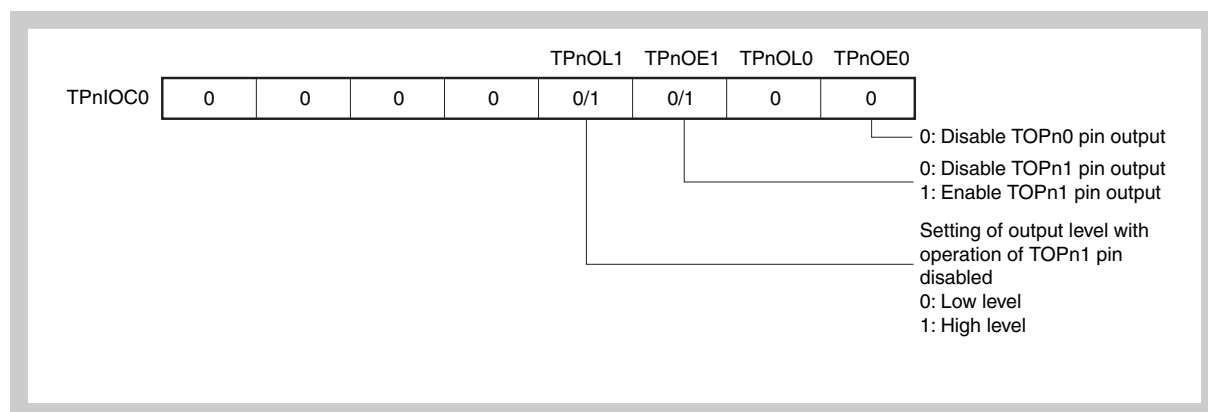 TPnOL1 TPnOE1 TPnOL0 TPnOE0
TPnIOC0 0 0 0 0 0/1 0/1 0 0
0: Disable TOPn0 pin output
0: Disable TOPn1 pin output
1: Enable TOPn1 pin output
Setting of output level with
operation of TOPn1 pin
disabled
0: Low level
1: High level